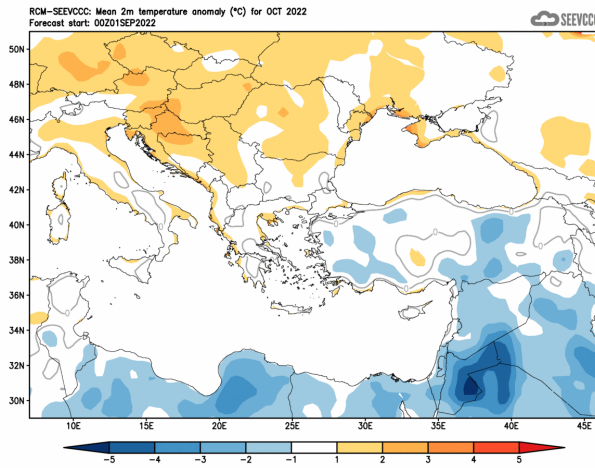 RCM-SEEVCCC: Mean 2m temperature anomaly (°C) for OCT 2022
Forecast start: 00Z01SEP2022
SEEVCCC
50N
48N
46N
44N
42N
40N
38N
36N
34N
32N
30N
10E 15E 20E 25E 30E 35E 40E 45E
-5 -4 -3 -2 -1 1 2 3 4 5